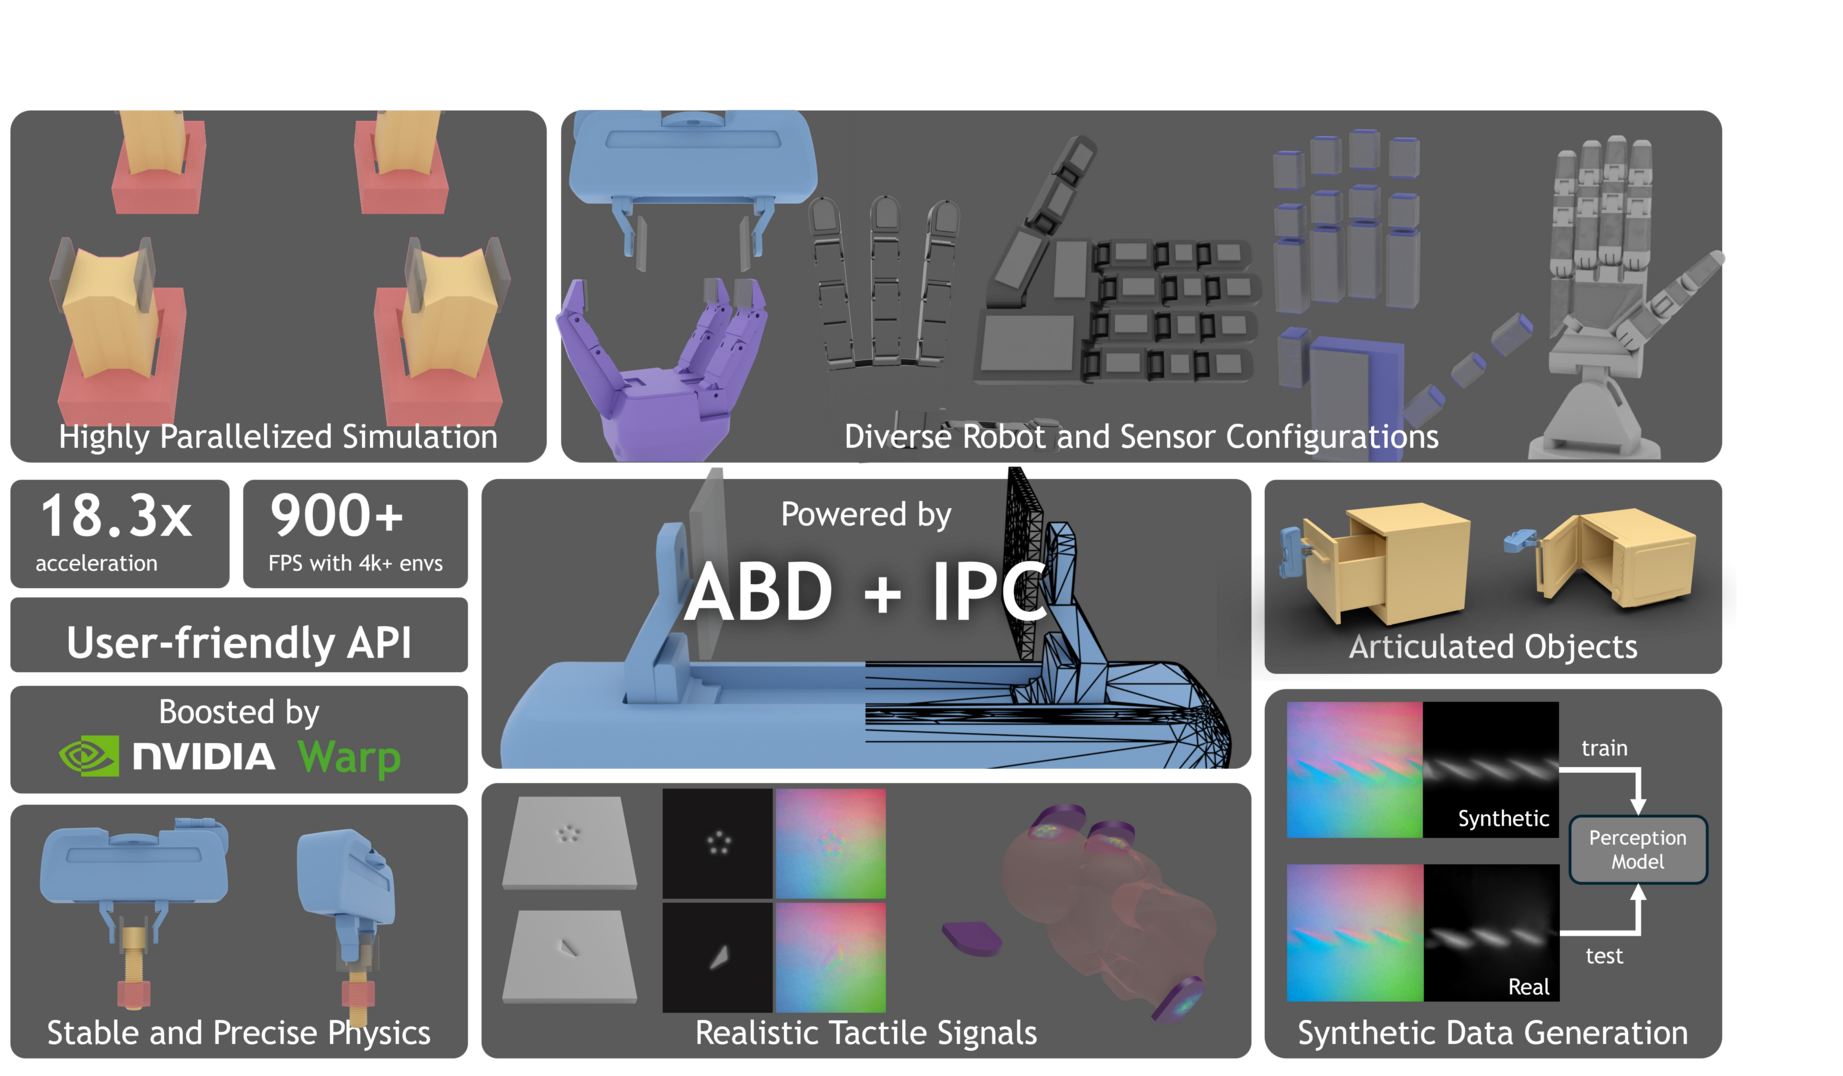 Highly Parallelized Simulation
Diverse Robot and Sensor Configurations
18.3x
acceleration
900+
FPS with 4k+ envs
User-friendly API
Boosted by
NVIDIA Warp
Stable and Precise Physics
Powered by
ABD + IPC
Realistic Tactile Signals
Articulated Objects
train
Synthetic
Perception
Model
test
Real
Synthetic Data Generation